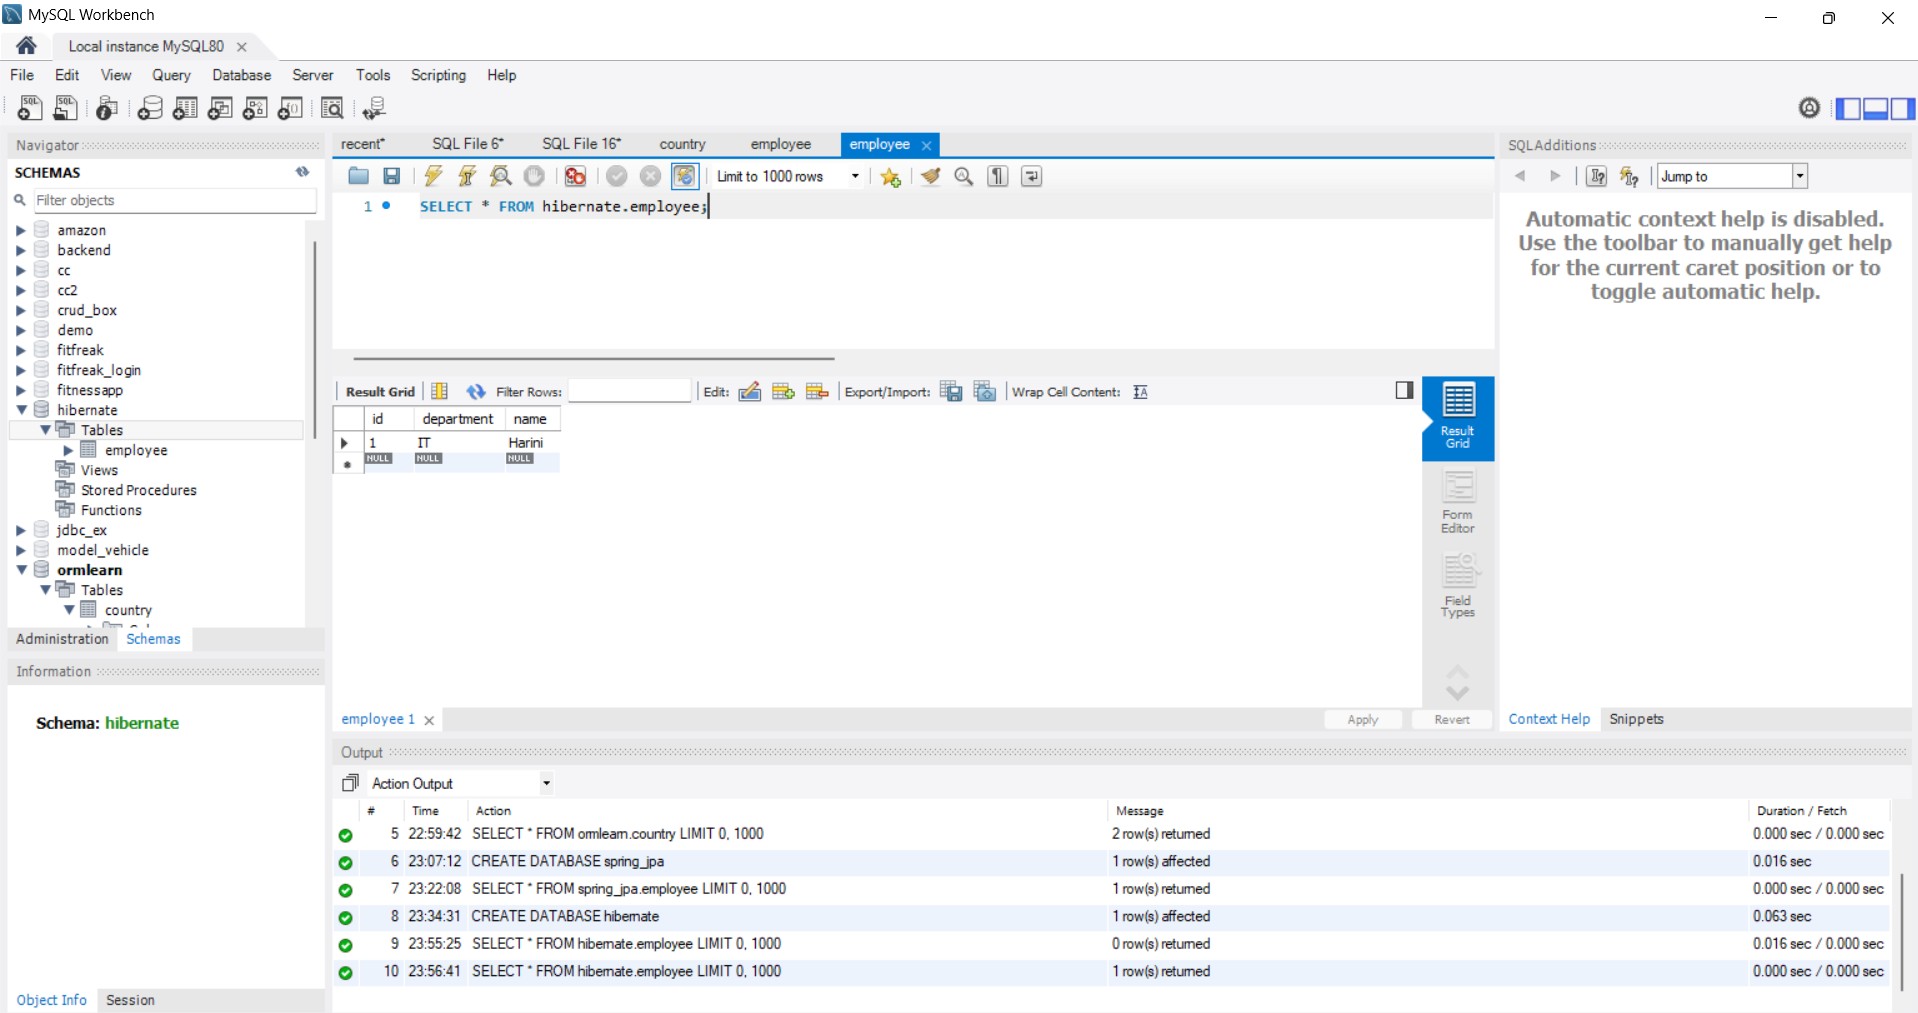 MySQL Workbench
Local instance MySQL80
File Edit View Query Database Server Tools Scripting Help
Navigator
SCHEMAS
Filter objects
amazon
backend
cc
cc2
crud_box
demo
fitfreak
fitfreak_login
fitnessapp
hibernate
Tables
employee
Views
Stored Procedures
Functions
jdbc_ex
model_vehicle
ormlearn
Tables
country
Administration Schemas
Information
Schema: hibernate
Object Info Session
recent* SQL File 6* SQL File 16* country employee employee
Limit to 1000 rows
1 SELECT * FROM hibernate.employee;
Result Grid Filter Rows: Edit: Export/Import: Wrap Cell Content:
id department name
1 IT Harini
NULL NULL NULL
Result Grid
Form Editor
Field Types
employee 1 Apply Revert
SQLAdditions
Jump to
Automatic context help is disabled.
Use the toolbar to manually get help
for the current caret position or to
toggle automatic help.
Context Help Snippets
Output
Action Output
# Time Action Message Duration / Fetch
5 22:59:42 SELECT * FROM ormlearn.country LIMIT 0, 1000 2 row(s) returned 0.000 sec / 0.000 sec
6 23:07:12 CREATE DATABASE spring_jpa 1 row(s) affected 0.016 sec
7 23:22:08 SELECT * FROM spring_jpa.employee LIMIT 0, 1000 1 row(s) returned 0.000 sec / 0.000 sec
8 23:34:31 CREATE DATABASE hibernate 1 row(s) affected 0.063 sec
9 23:55:25 SELECT * FROM hibernate.employee LIMIT 0, 1000 0 row(s) returned 0.016 sec / 0.000 sec
10 23:56:41 SELECT * FROM hibernate.employee LIMIT 0, 1000 1 row(s) returned 0.000 sec / 0.000 sec